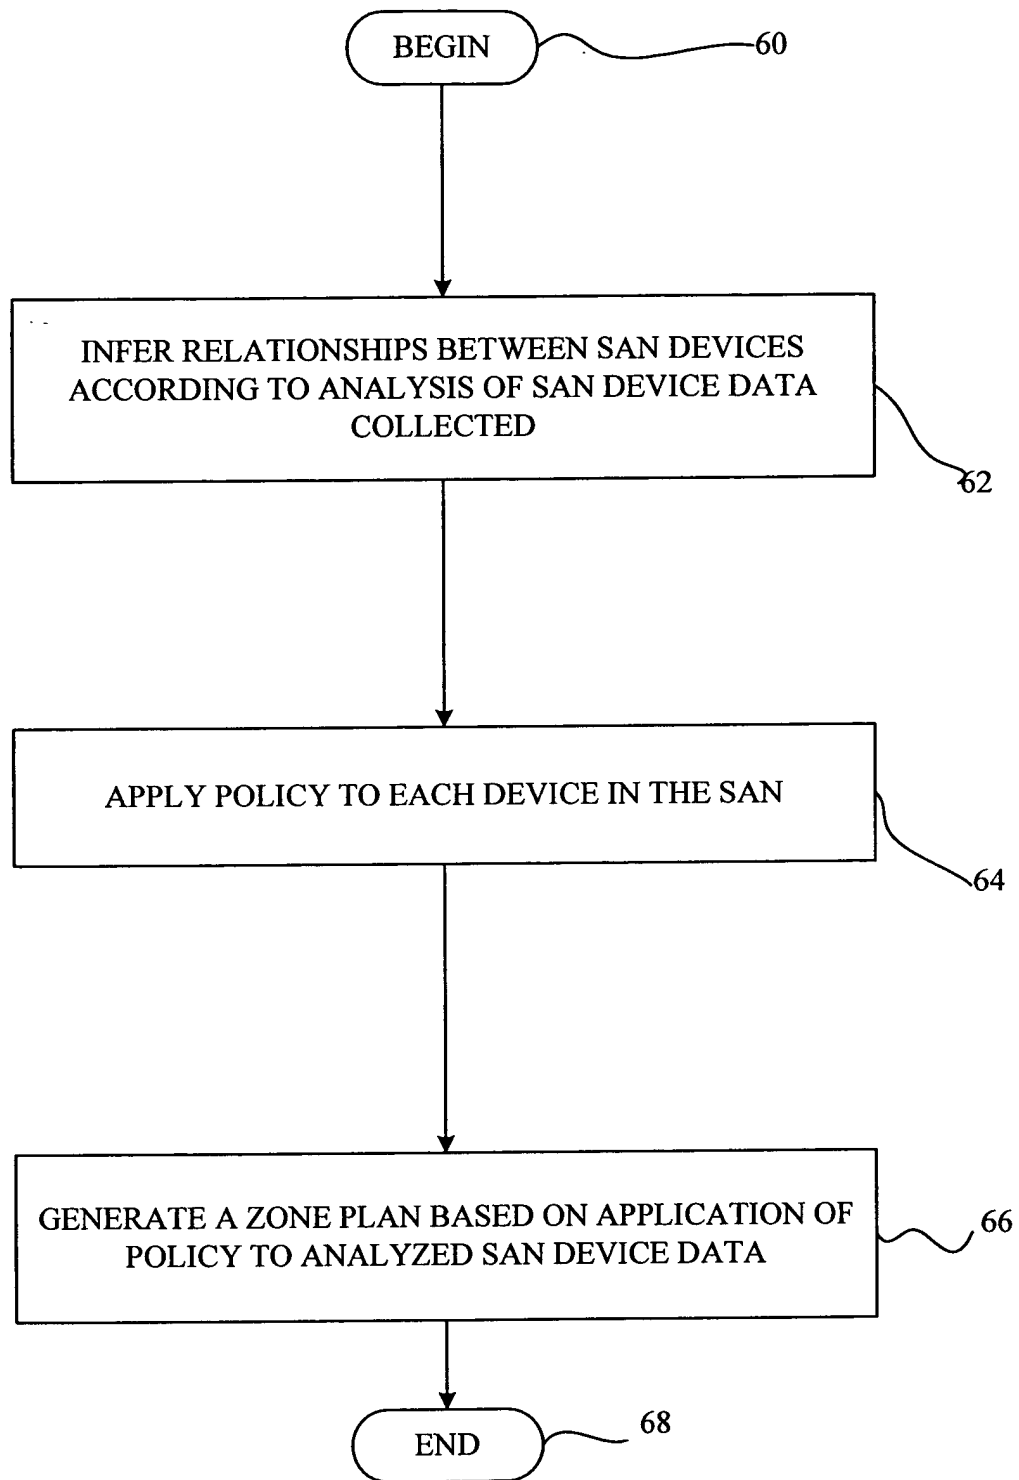 BEGIN
60
INFER RELATIONSHIPS BETWEEN SAN DEVICES
ACCORDING TO ANALYSIS OF SAN DEVICE DATA
COLLECTED
62
APPLY POLICY TO EACH DEVICE IN THE SAN
64
GENERATE A ZONE PLAN BASED ON APPLICATION OF
POLICY TO ANALYZED SAN DEVICE DATA
66
END
68